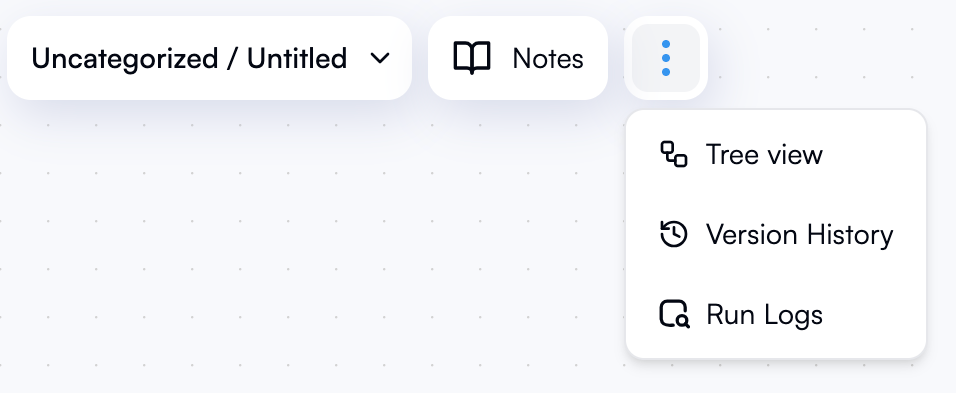 Uncategorized / Untitled
Notes
Tree view
Version History
Run Logs